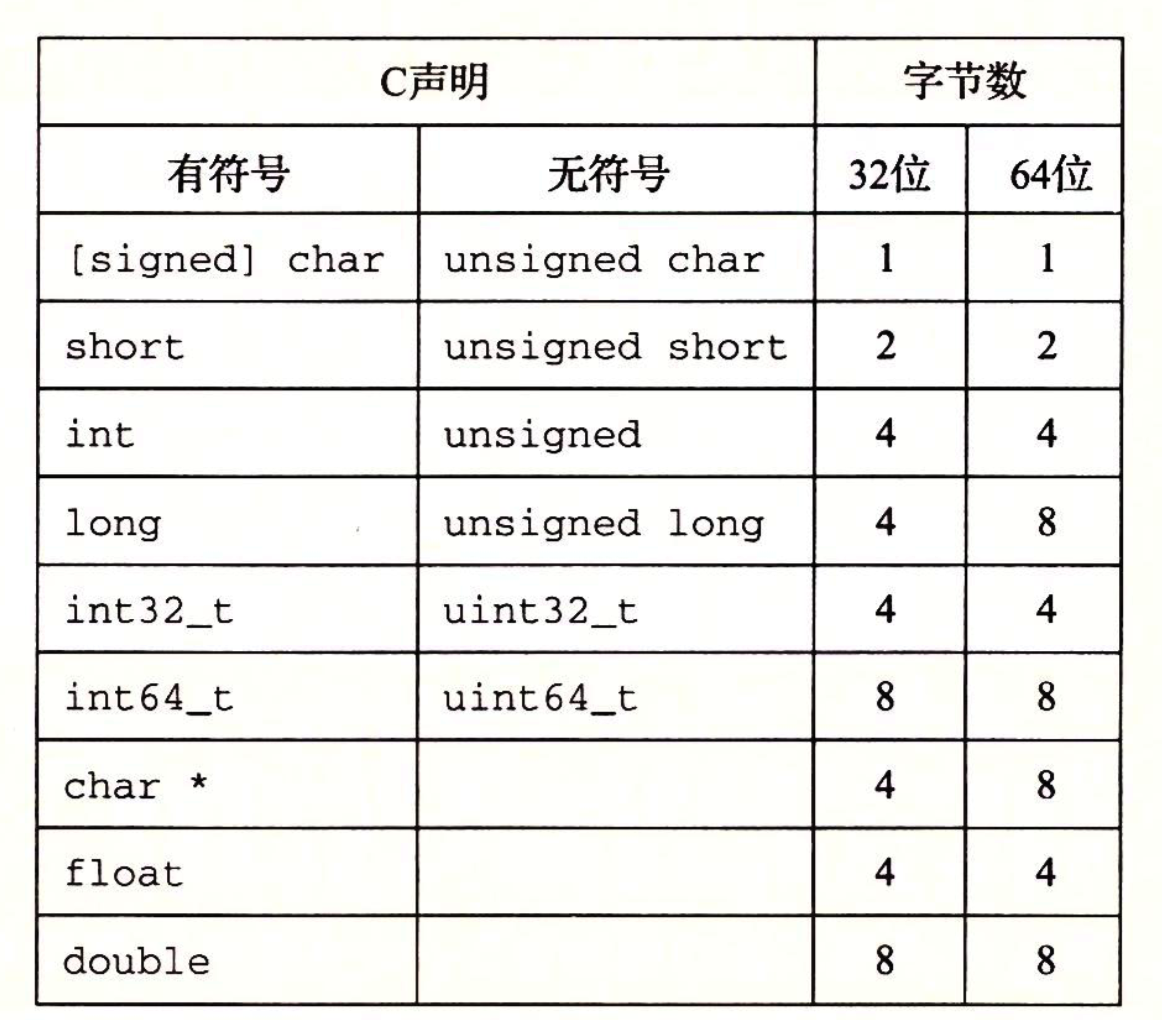 C声明 字节数
有符号 无符号 32位 64位
[signed] char unsigned char 1 1
short unsigned short 2 2
int unsigned 4 4
long unsigned long 4 8
int32_t uint32_t 4 4
int64_t uint64_t 8 8
char * 4 8
float 4 4
double 8 8